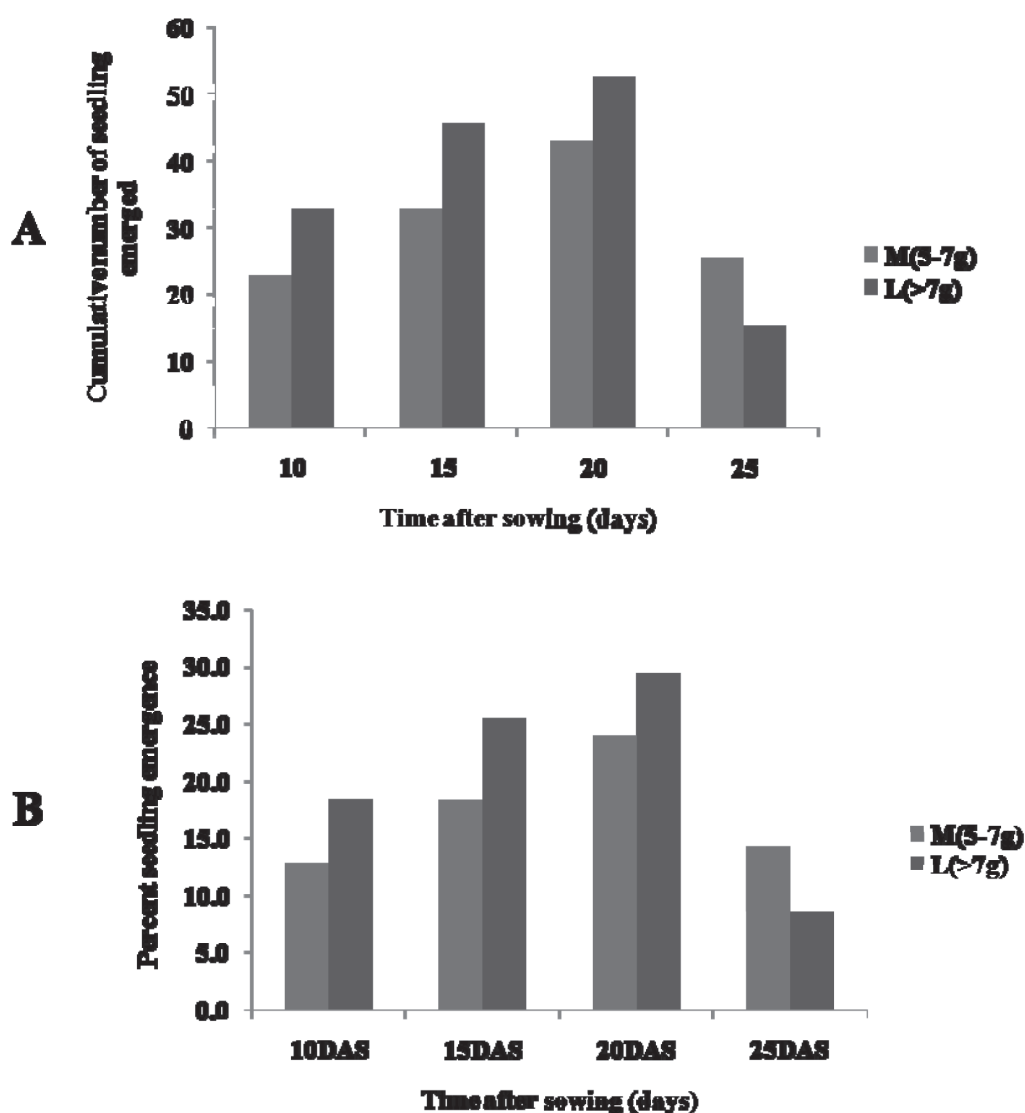 A
Cumulative number of seedling
emerged
60
50
40
30
20
10
0
10 15 20 25
Time after sowing (days)
M(5-7g)
L(>7g)
B
Percent seedling emergence
35.0
30.0
25.0
20.0
15.0
10.0
5.0
0.0
10DAS 15DAS 20DAS 25DAS
Time after sowing (days)
M(5-7g)
L(>7g)